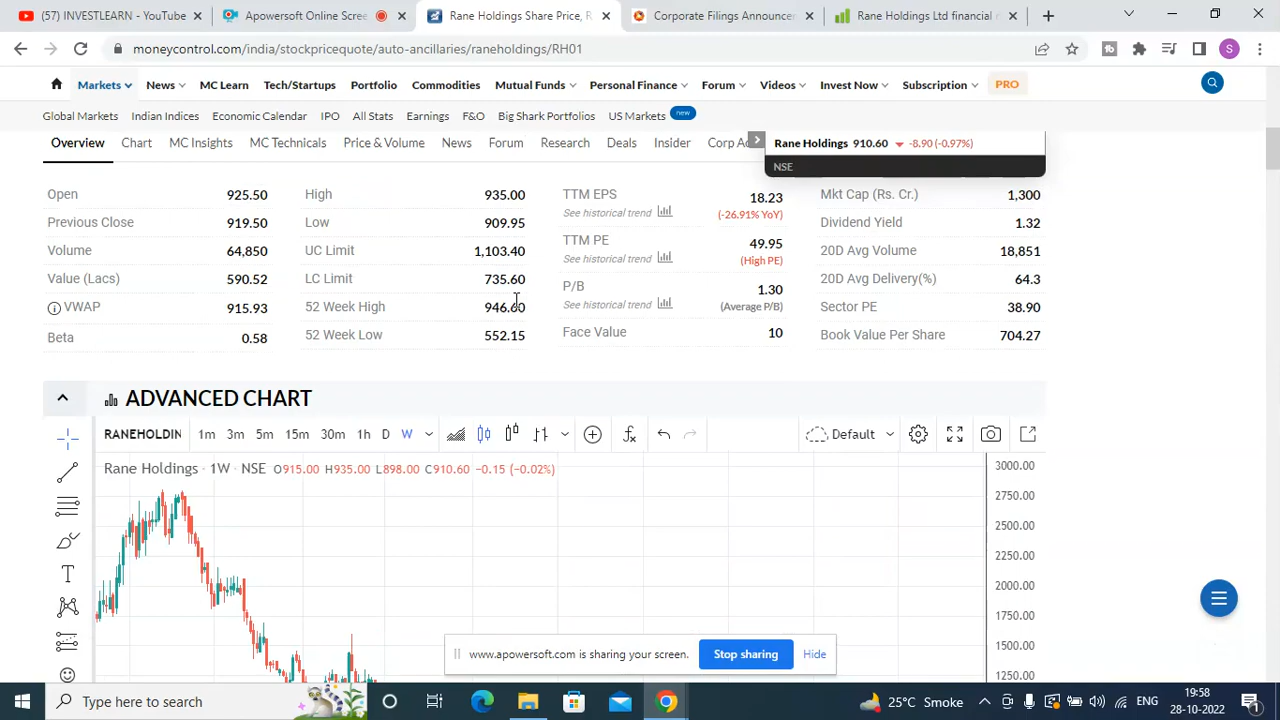 (57) INVESTLEARN - YouTube
Apowersoft Online Scree
Rane Holdings Share Price, R
Corporate Filings Announcer
Rane Holdings Ltd financial r
moneycontrol.com/india/stockpricequote/auto-ancillaries/raneholdings/RH01
S
Markets News MC Learn Tech/Startups Portfolio Commodities Mutual Funds Personal Finance Forum Videos Invest Now Subscription PRO
Global Markets Indian Indices Economic Calendar IPO All Stats Earnings F&O Big Shark Portfolios US Markets new
Overview Chart MC Insights MC Technicals Price & Volume News Forum Research Deals Insider Corp Ac
Rane Holdings 910.60 -8.90 (-0.97%)
NSE
Open 925.50
Previous Close 919.50
Volume 64,850
Value (Lacs) 590.52
VWAP 915.93
Beta 0.58
High 935.00
Low 909.95
UC Limit 1,103.40
LC Limit 735.60
52 Week High 946.60
52 Week Low 552.15
TTM EPS 18.23
See historical trend (-26.91% YoY)
TTM PE 49.95
See historical trend (High PE)
P/B 1.30
See historical trend (Average P/B)
Face Value 10
Mkt Cap (Rs. Cr.) 1,300
Dividend Yield 1.32
20D Avg Volume 18,851
20D Avg Delivery(%) 64.3
Sector PE 38.90
Book Value Per Share 704.27
ADVANCED CHART
RANEHOLDIN 1m 3m 5m 15m 30m 1h D W Default
Rane Holdings · 1W · NSE O915.00 H935.00 L898.00 C910.60 −0.15 (−0.02%)
3000.00
2750.00
2500.00
2250.00
2000.00
1750.00
1500.00
1250.00
T
www.apowersoft.com is sharing your screen. Stop sharing Hide
Type here to search
25°C Smoke
ENG
19:58
28-10-2022
1